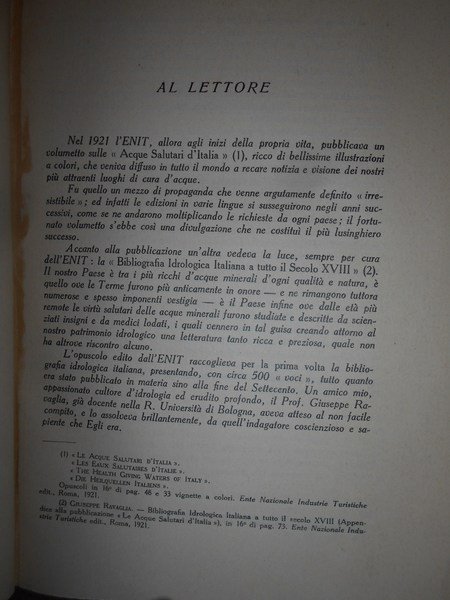 AL LETTORE
Nel 1921 l'ENIT, allora agli inizi della propria vita, pubblicava un
volumetto sulle « Acque Salutari d'Italia » (1), ricco di bellissime illustrazioni
a colori, che veniva diffuso in tutto il mondo a recare notizia e visione dei nostri
più attraenti luoghi di cura d'acque.
Fu quello un mezzo di propaganda che venne argutamente definito « irre-
sistibile » ; ed infatti le edizioni in varie lingue si susseguirono negli anni suc-
cessivi, come se ne andarono moltiplicando le richieste da ogni paese ; il for-
tunato volumetto s'ebbe così una divulgazione che ne costituì il più lusinghiero
successo.
Accanto alla pubblicazione un'altra vedeva la luce, sempre per cura
dell'ENIT : la « Bibliografia Idrologica Italiana a tutto il Secolo XVIII » (2).
Il nostro Paese è tra i più ricchi d'acque minerali d'ogni qualità e natura, è
quello ove le Terme furono più anticamente in onore — e ne rimangono tuttora
numerose e spesso imponenti vestigia — è il Paese infine ove dalle età più
remote le virtù salutari delle acque minerali furono studiate e descritte da scien-
ziati insigni e da medici lodati, i quali vennero in tal guisa creando attorno al
nostro patrimonio idrologico una letteratura tanto ricca e preziosa, quale non
ha altrove riscontro alcuno.
L'opuscolo edito dall'ENIT raccoglieva per la prima volta la biblio-
grafia idrologica italiana, presentando, con circa 500 « voci », tutto quanto
era stato pubblicato in materia sino alla fine del Settecento. Un amico mio,
appassionato cultore d'idrologia ed erudito profondo, il Prof. Giuseppe Ra-
vaglia, già docente nella R. Università di Bologna, aveva atteso al non facile
compito, e lo assolveva brillantemente, da quell'indagatore coscienzioso e sa-
piente che Egli era.
(1) « Le Acque Salutari d'Italia ».
« Les Eaux Salutaires d'Italie ».
« The Health Giving Waters of Italy ».
« Die Heilquellen Italiens ».
Opuscoli in 16º di pag. 48 e 33 vignette a colori. Ente Nazionale Industrie Turistiche
edit., Roma, 1921.
(2) Giuseppe Ravaglia. — Bibliografia Idrologica Italiana a tutto il secolo XVIII (Appen-
dice alla pubblicazione « Le Acque Salutari d'Italia »), in 16º di pag. 73. Ente Nazionale Indu-
strie Turistiche edit., Roma, 1921.